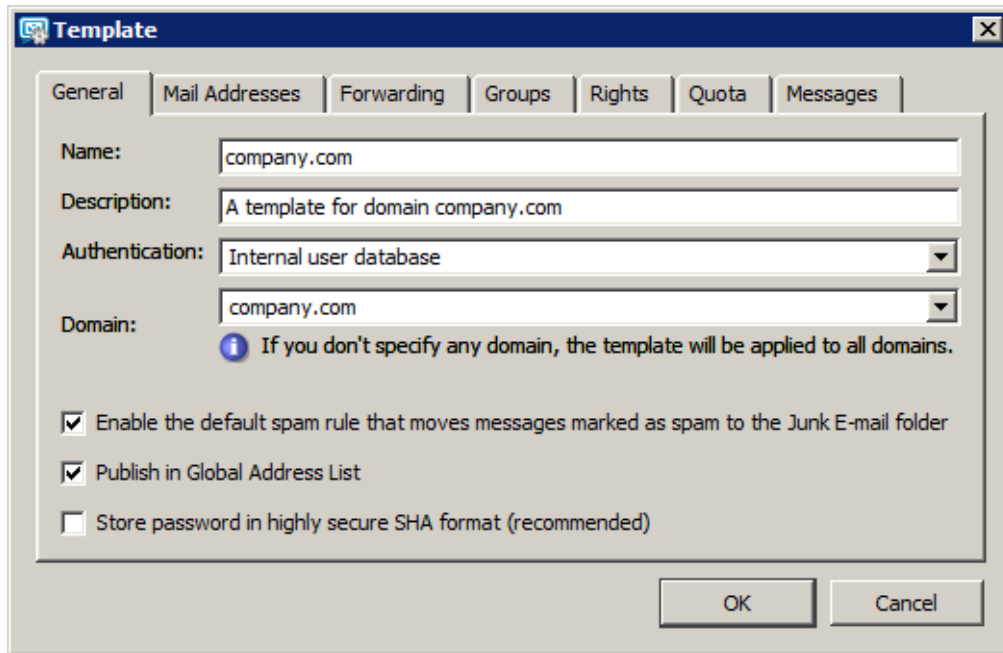 Template
General Mail Addresses Forwarding Groups Rights Quota Messages
Name: company.com
Description: A template for domain company.com
Authentication: Internal user database
Domain: company.com
If you don't specify any domain, the template will be applied to all domains.
Enable the default spam rule that moves messages marked as spam to the Junk E-mail folder
Publish in Global Address List
Store password in highly secure SHA format (recommended)
OK Cancel